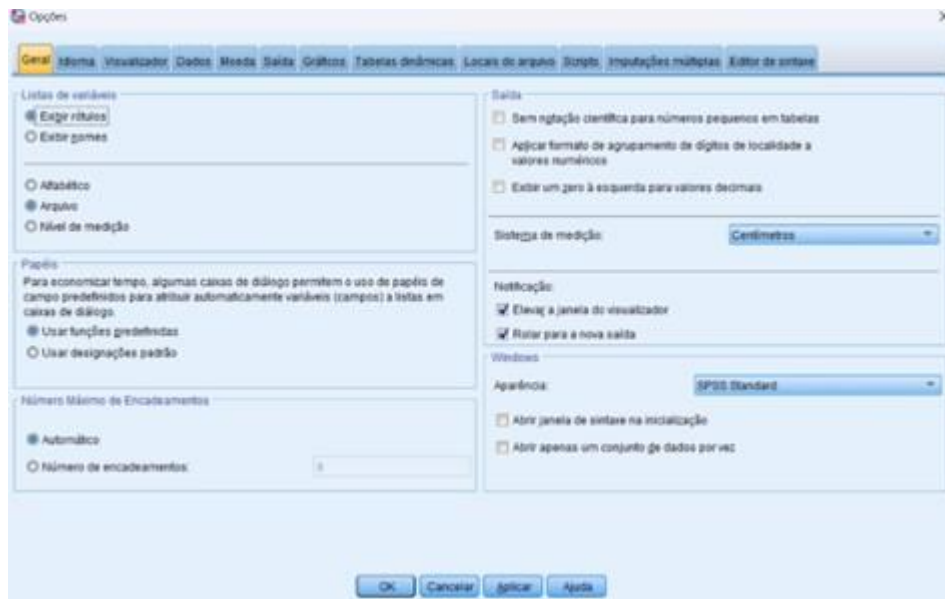 Opções
Geral Idioma Visualizador Dados Moeda Saída Gráficos Tabelas dinâmicas Locais do arquivo Scripts Imputações múltiplas Editor de sintaxe
Listas de variáveis
Exigir rótulos
Exibir nomes
Alfabético
Arquivo
Nível de medição
Papéis
Para economizar tempo, algumas caixas de diálogo permitem o uso de papéis de
campo predefinidos para atribuir automaticamente variáveis (campos) a listas em
caixas de diálogo.
Usar funções predefinidas
Usar designações padrão
Número Máximo de Encadeamentos
Automático
Número de encadeamentos:
Saída
Sem notação científica para números pequenos em tabelas
Aplicar formato de agrupamento de dígitos de localidade a
valores numéricos
Exibir um zero à esquerda para valores decimais
Sistema de medição: Centímetros
Notificação:
Elevar a janela do visualizador
Rolar para a nova saída
Windows
Aparência: SPSS Standard
Abrir janela de sintaxe na inicialização
Abrir apenas um conjunto de dados por vez
OK Cancelar Aplicar Ajuda